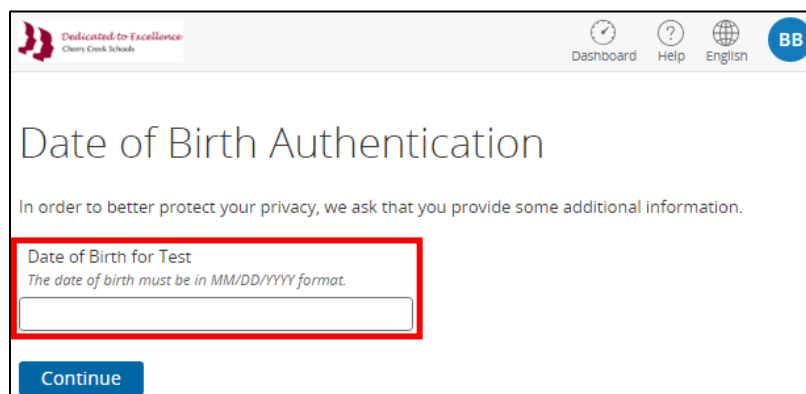 Dedicated to Excellence
Cherry Creek Schools
Dashboard
Help
English
BB
Date of Birth Authentication
In order to better protect your privacy, we ask that you provide some additional information.
Date of Birth for Test
The date of birth must be in MM/DD/YYYY format.
Continue